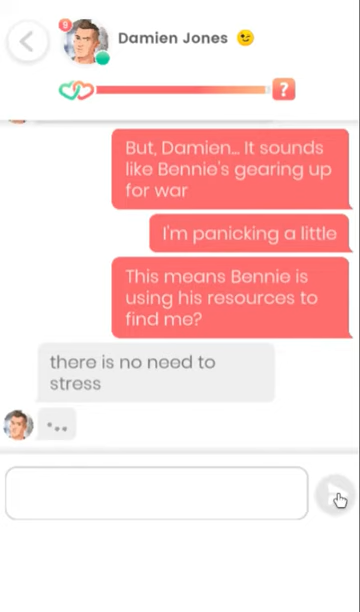 9
Damien Jones 😉
?
But, Damien... It sounds
like Bennie's gearing up
for war
I'm panicking a little
This means Bennie is
using his resources to
find me?
there is no need to
stress